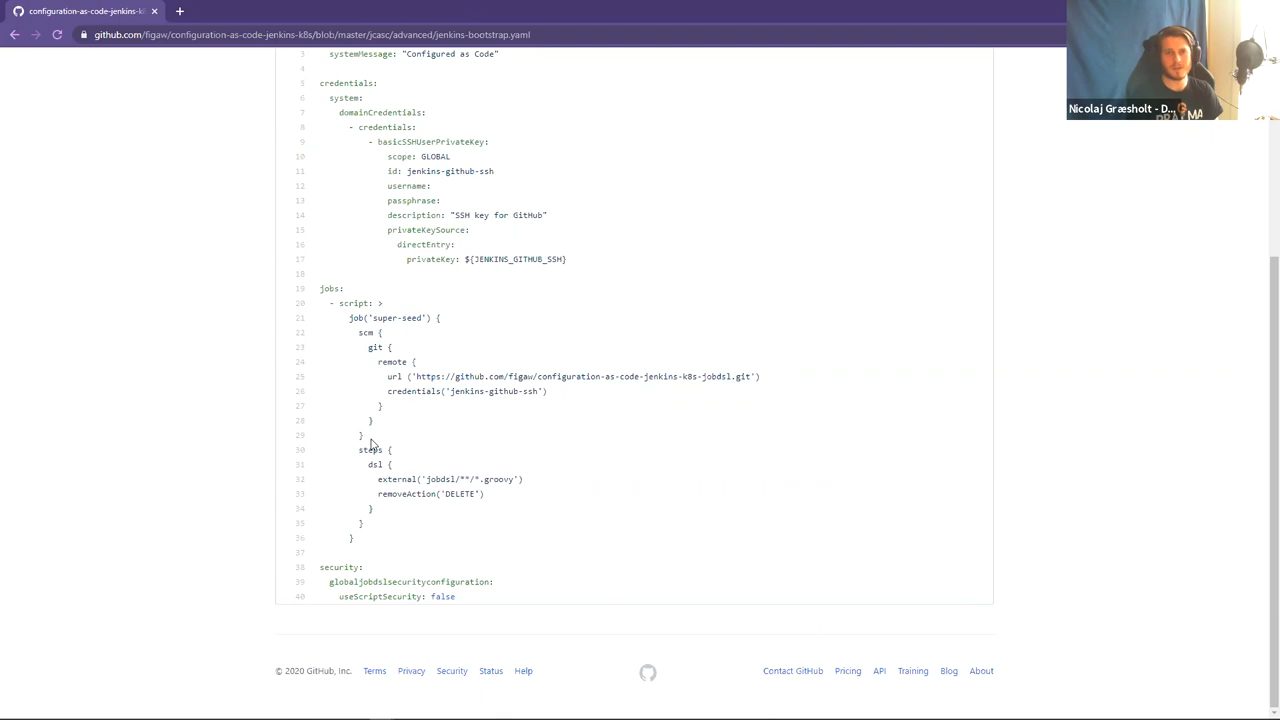 configuration-as-code-jenkins-k8
github.com/figaw/configuration-as-code-jenkins-k8s/blob/master/jcasc/advanced/jenkins-bootstrap.yaml
Nicolaj Græsholt - D...
3 systemMessage: "Configured as Code"
4
5 credentials:
6 system:
7 domainCredentials:
8 - credentials:
9 - basicSSHUserPrivateKey:
10 scope: GLOBAL
11 id: jenkins-github-ssh
12 username:
13 passphrase:
14 description: "SSH key for GitHub"
15 privateKeySource:
16 directEntry:
17 privateKey: ${JENKINS_GITHUB_SSH}
18
19 jobs:
20 - script: >
21 job('super-seed') {
22 scm {
23 git {
24 remote {
25 url ('https://github.com/figaw/configuration-as-code-jenkins-k8s-jobdsl.git')
26 credentials('jenkins-github-ssh')
27 }
28 }
29 }
30 steps {
31 dsl {
32 external('jobdsl/**/*.groovy')
33 removeAction('DELETE')
34 }
35 }
36 }
37
38 security:
39 globaljobdslsecurityconfiguration:
40 useScriptSecurity: false
© 2020 GitHub, Inc. Terms Privacy Security Status Help Contact GitHub Pricing API Training Blog About